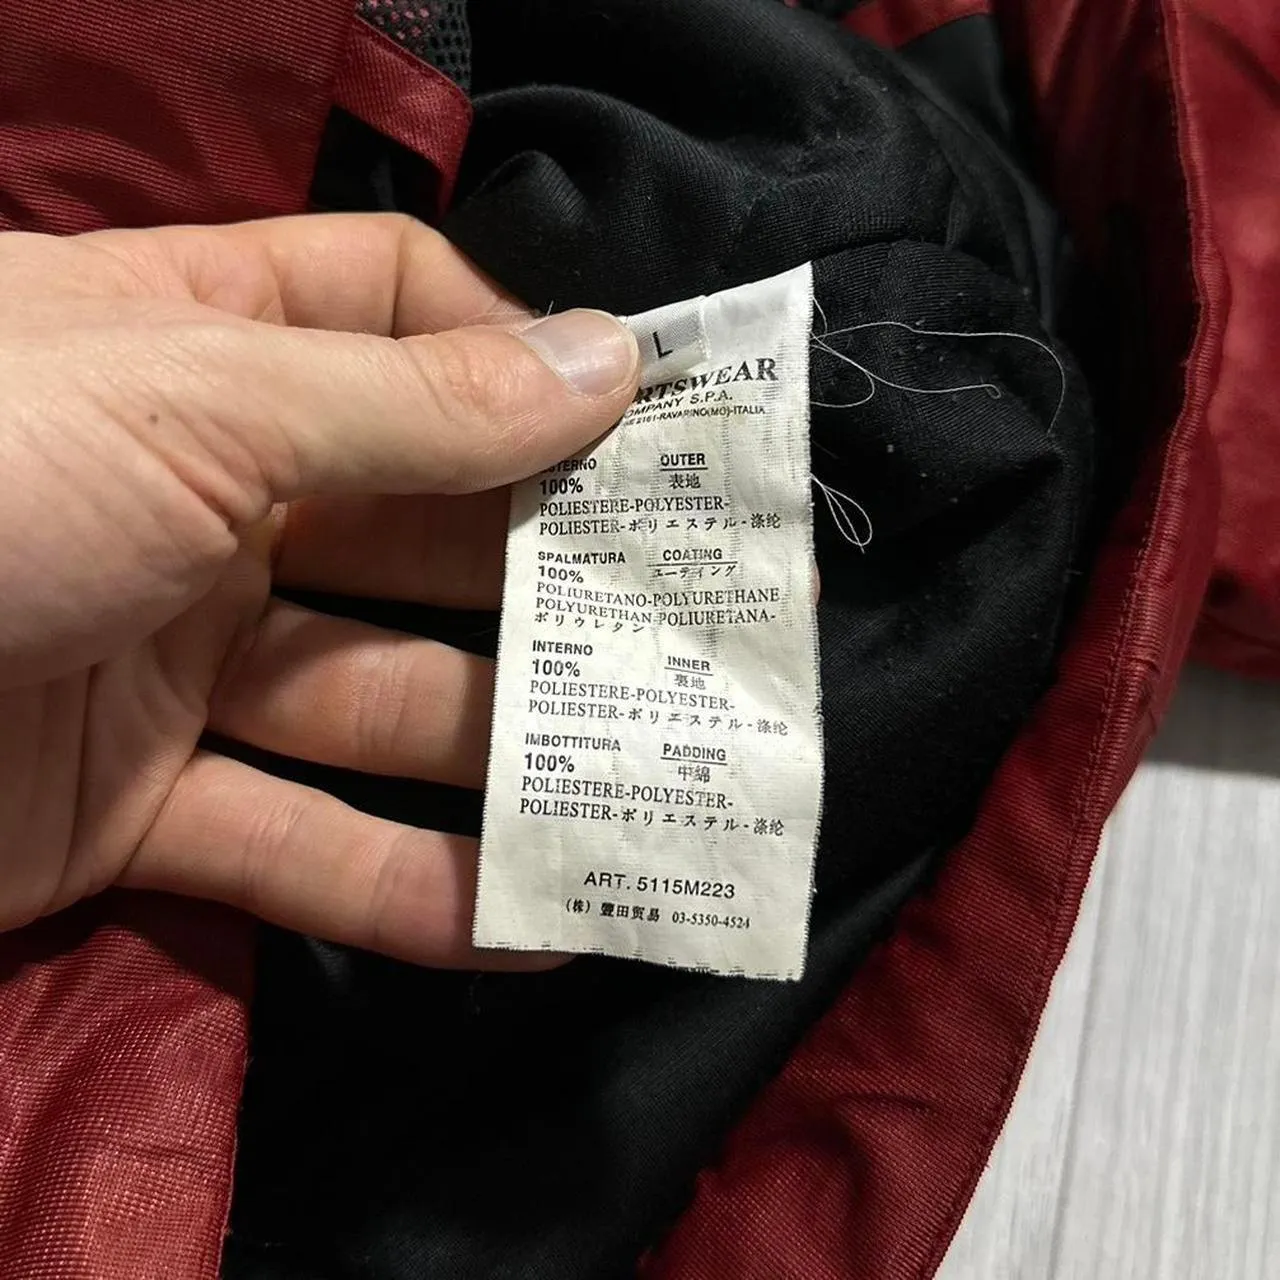 L
RTSWEAR
COMPANY S.P.A.
2161-RAVARINO(MO)-ITALIA
ESTERNO OUTER
100% 表地
POLIESTERE-POLYESTER-
POLIESTER-ポリエステル-涤纶
SPALMATURA COATING
100% コーティング
POLIURETANO-POLYURETHANE
POLYURETHAN-POLIURETANA-
ポリウレタン
INTERNO INNER
100% 裏地
POLIESTERE-POLYESTER-
POLIESTER-ポリエステル-涤纶
IMBOTTITURA PADDING
100% 中綿
POLIESTERE-POLYESTER-
POLIESTER-ポリエステル-涤纶
ART. 5115M223
(株) 豐田贸易 03-5350-4524